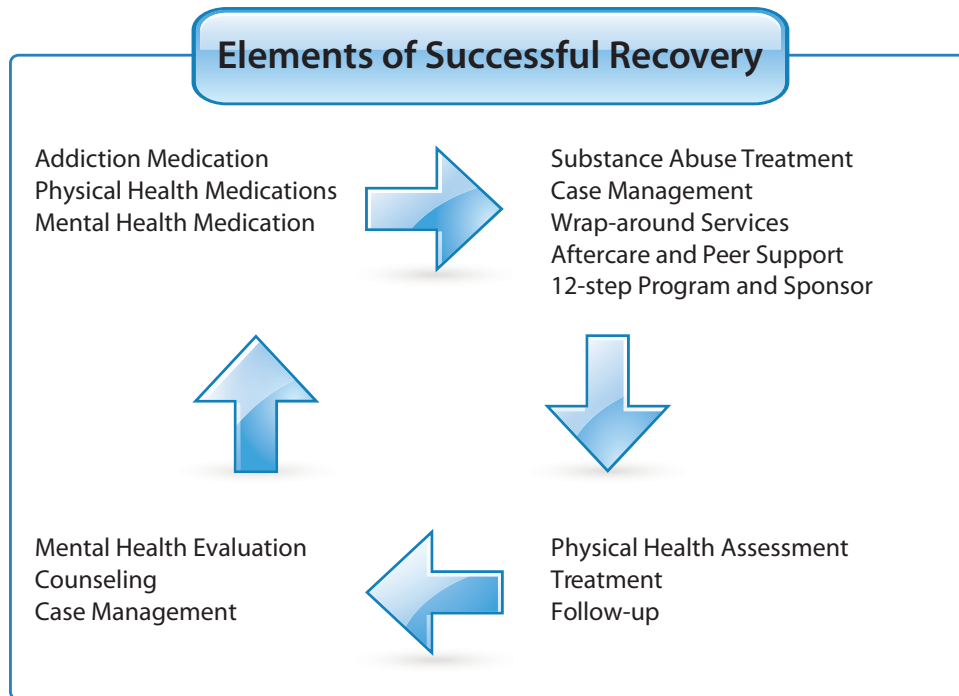 Elements of Successful Recovery
Addiction Medication
Physical Health Medications
Mental Health Medication
Substance Abuse Treatment
Case Management
Wrap-around Services
Aftercare and Peer Support
12-step Program and Sponsor
Mental Health Evaluation
Counseling
Case Management
Physical Health Assessment
Treatment
Follow-up